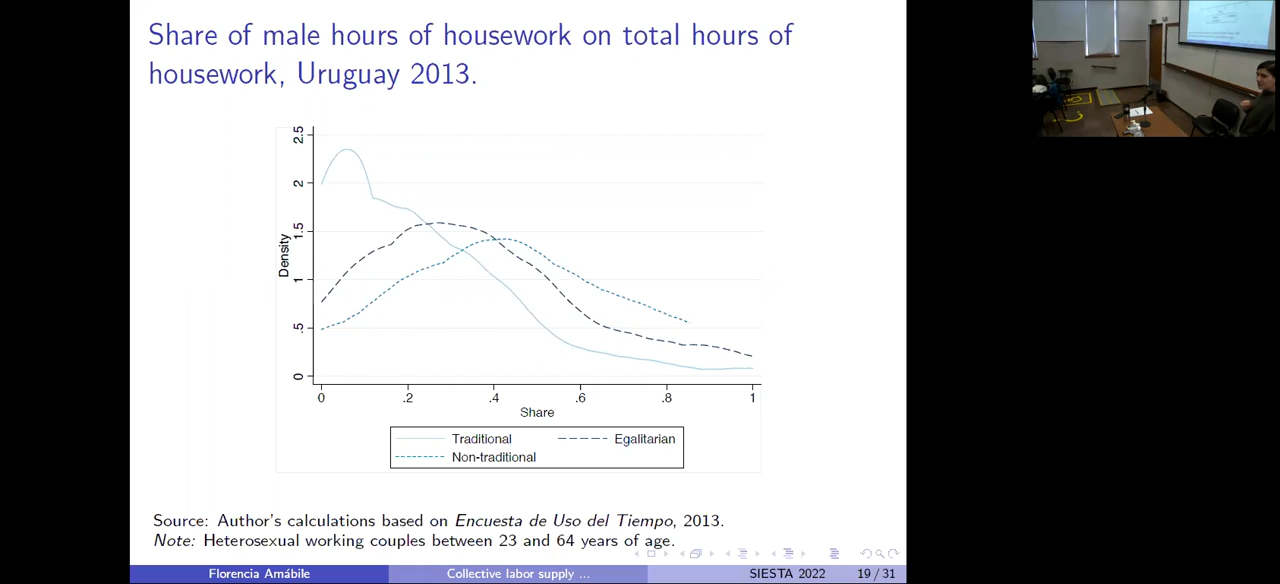 Share of male hours of housework on total hours of
housework, Uruguay 2013.
2.5
2
1.5
1
.5
0
Density
0 .2 .4 .6 .8 1
Share
Traditional Egalitarian
Non-traditional
Source: Author's calculations based on Encuesta de Uso del Tiempo, 2013.
Note: Heterosexual working couples between 23 and 64 years of age.
Florencia Amábile Collective labor supply ... SIESTA 2022 19 / 31